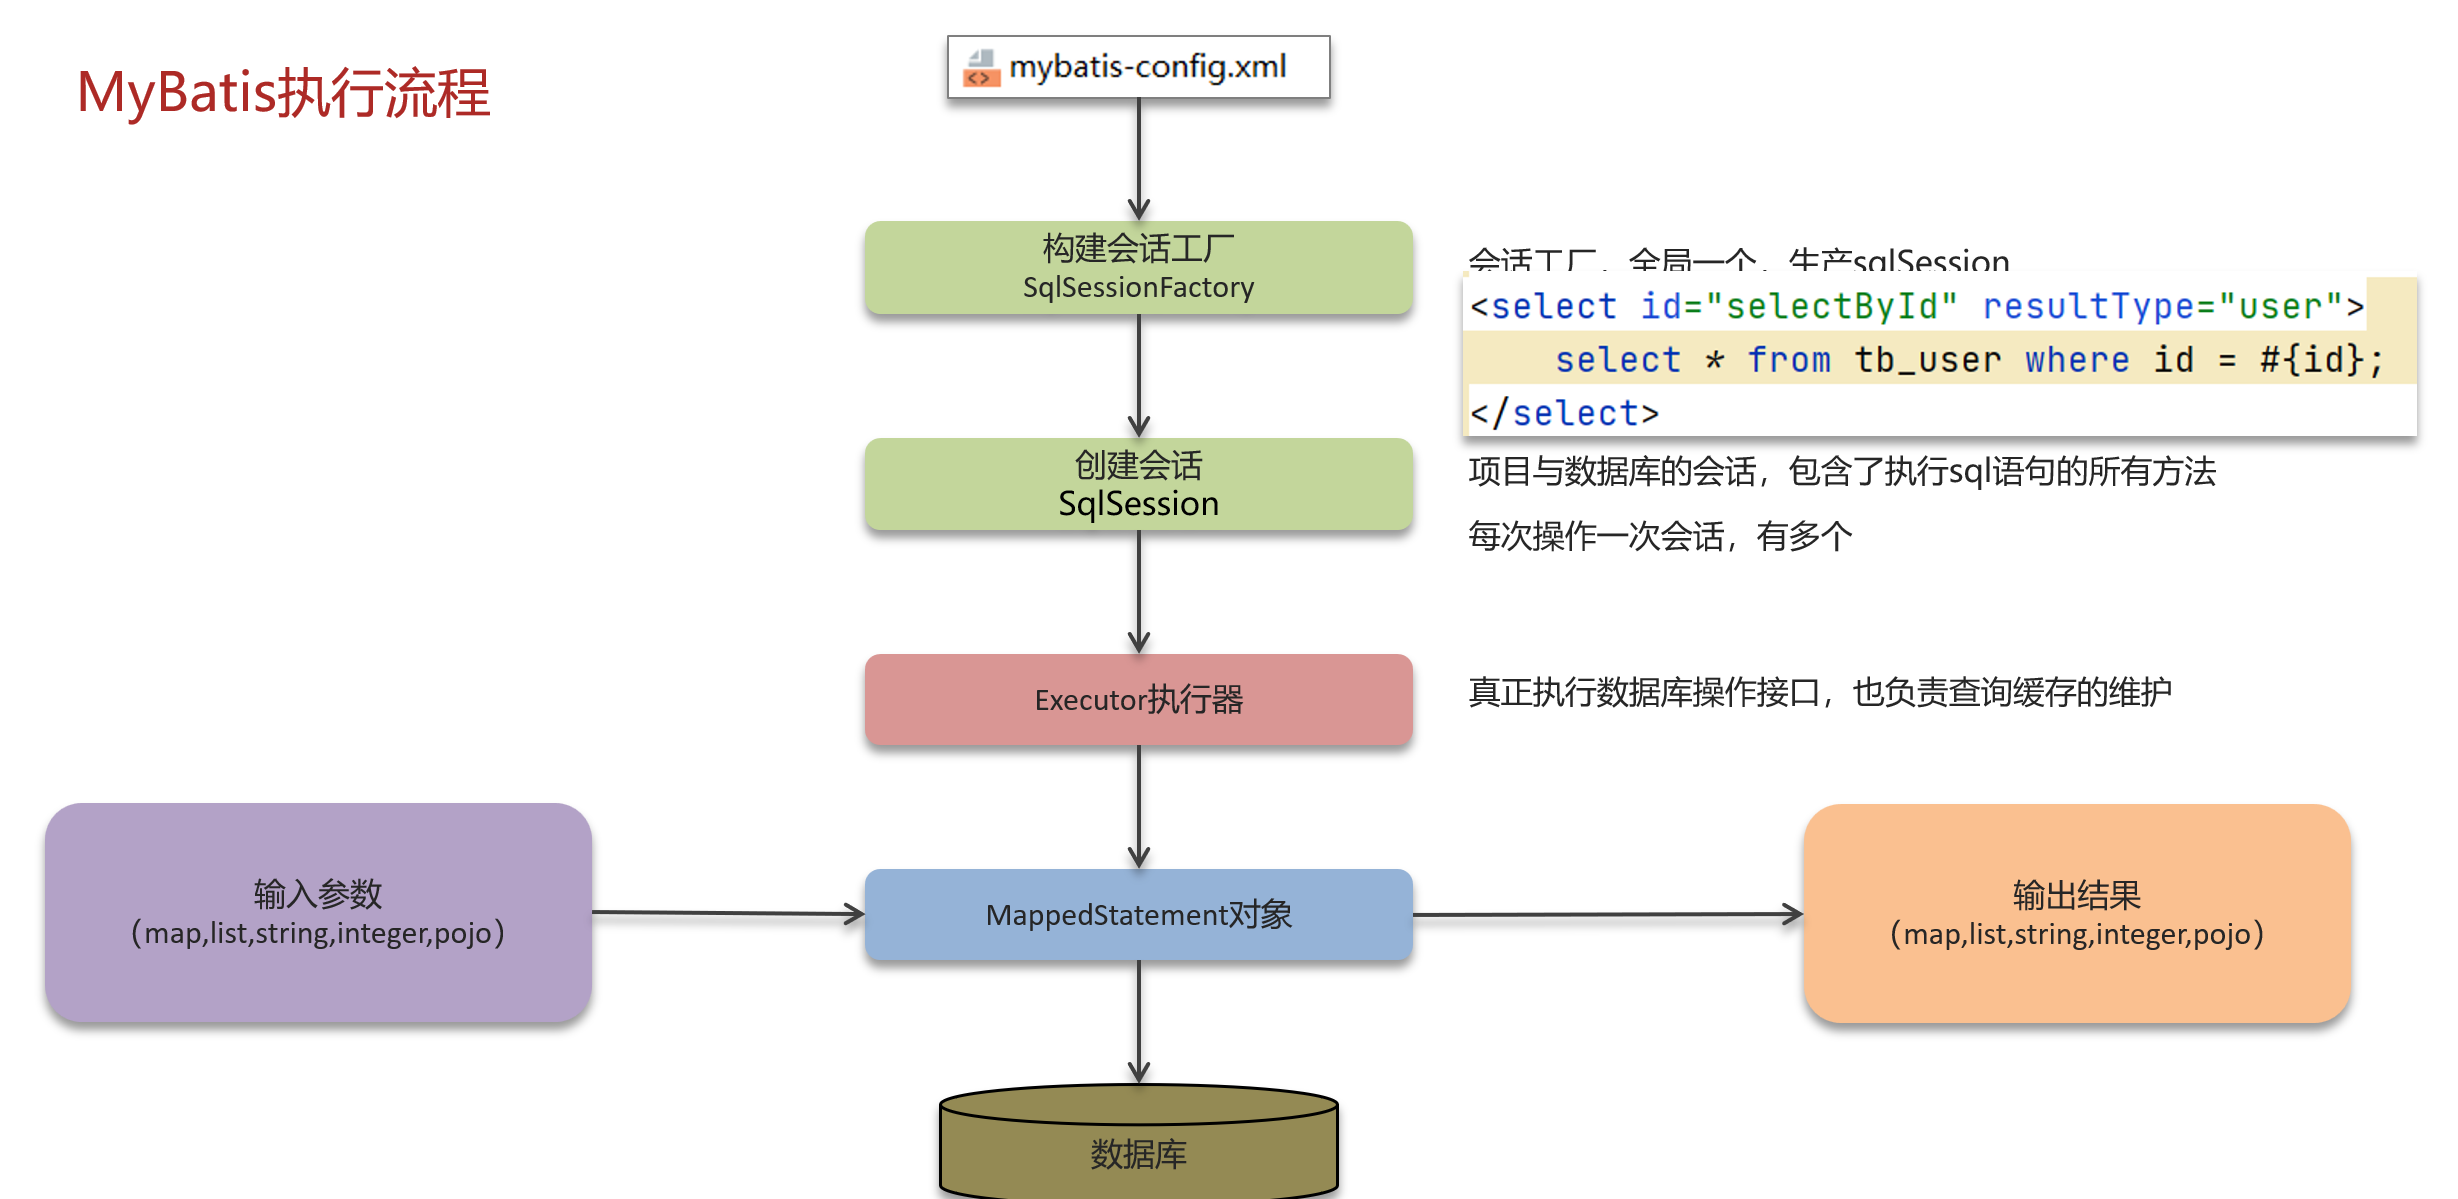 MyBatis执行流程
mybatis-config.xml
构建会话工厂
SqlSessionFactory
会话工厂，全局一个，生产sqlSession
<select id="selectById" resultType="user">
select * from tb_user where id = #{id};
</select>
创建会话
SqlSession
项目与数据库的会话，包含了执行sql语句的所有方法
每次操作一次会话，有多个
Executor执行器
真正执行数据库操作接口，也负责查询缓存的维护
输入参数
（map,list,string,integer,pojo）
MappedStatement对象
输出结果
（map,list,string,integer,pojo）
数据库